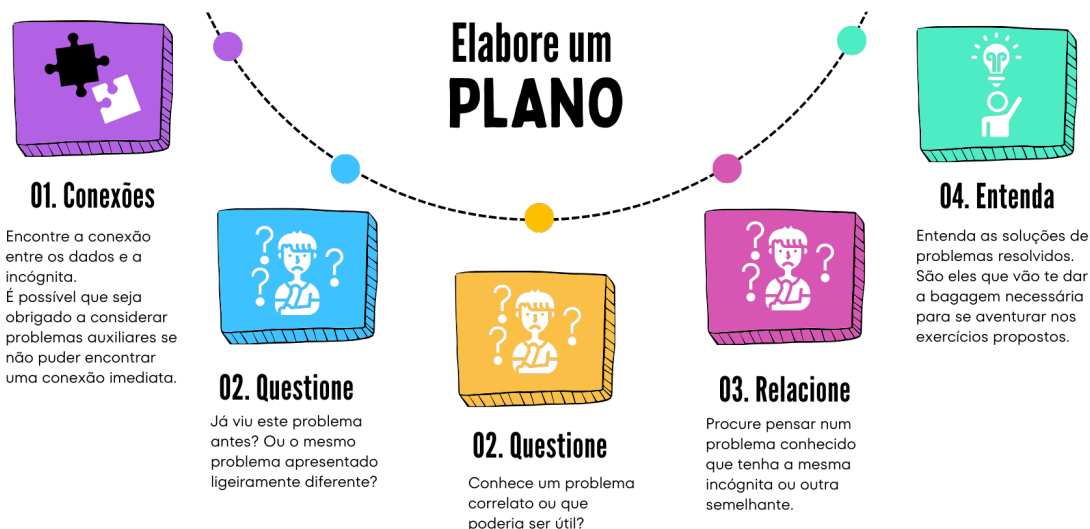 Elabore um
PLANO
01. Conexões
Encontre a conexão
entre os dados e a
incógnita.
É possível que seja
obrigado a considerar
problemas auxiliares se
não puder encontrar
uma conexão imediata.
02. Questione
Já viu este problema
antes? Ou o mesmo
problema apresentado
ligeiramente diferente?
02. Questione
Conhece um problema
correlato ou que
poderia ser útil?
03. Relacione
Procure pensar num
problema conhecido
que tenha a mesma
incógnita ou outra
semelhante.
04. Entenda
Entenda as soluções de
problemas resolvidos.
São eles que vão te dar
a bagagem necessária
para se aventurar nos
exercícios propostos.